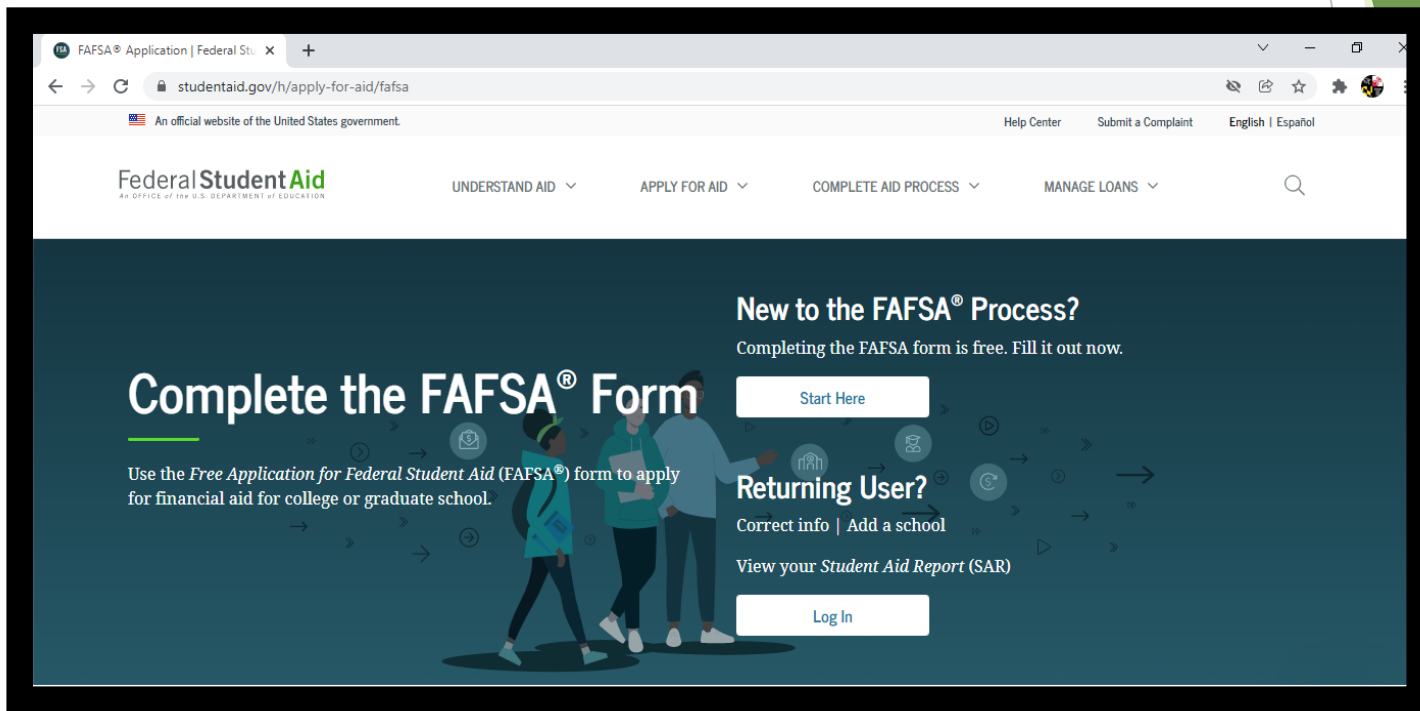 FAFSA® Application | Federal Stu
studentaid.gov/h/apply-for-aid/fafsa
An official website of the United States government.
Help Center Submit a Complaint English | Español
Federal Student Aid
An OFFICE of the U.S. DEPARTMENT of EDUCATION
UNDERSTAND AID APPLY FOR AID COMPLETE AID PROCESS MANAGE LOANS
Complete the FAFSA® Form
Use the Free Application for Federal Student Aid (FAFSA®) form to apply
for financial aid for college or graduate school.
New to the FAFSA® Process?
Completing the FAFSA form is free. Fill it out now.
Start Here
Returning User?
Correct info | Add a school
View your Student Aid Report (SAR)
Log In